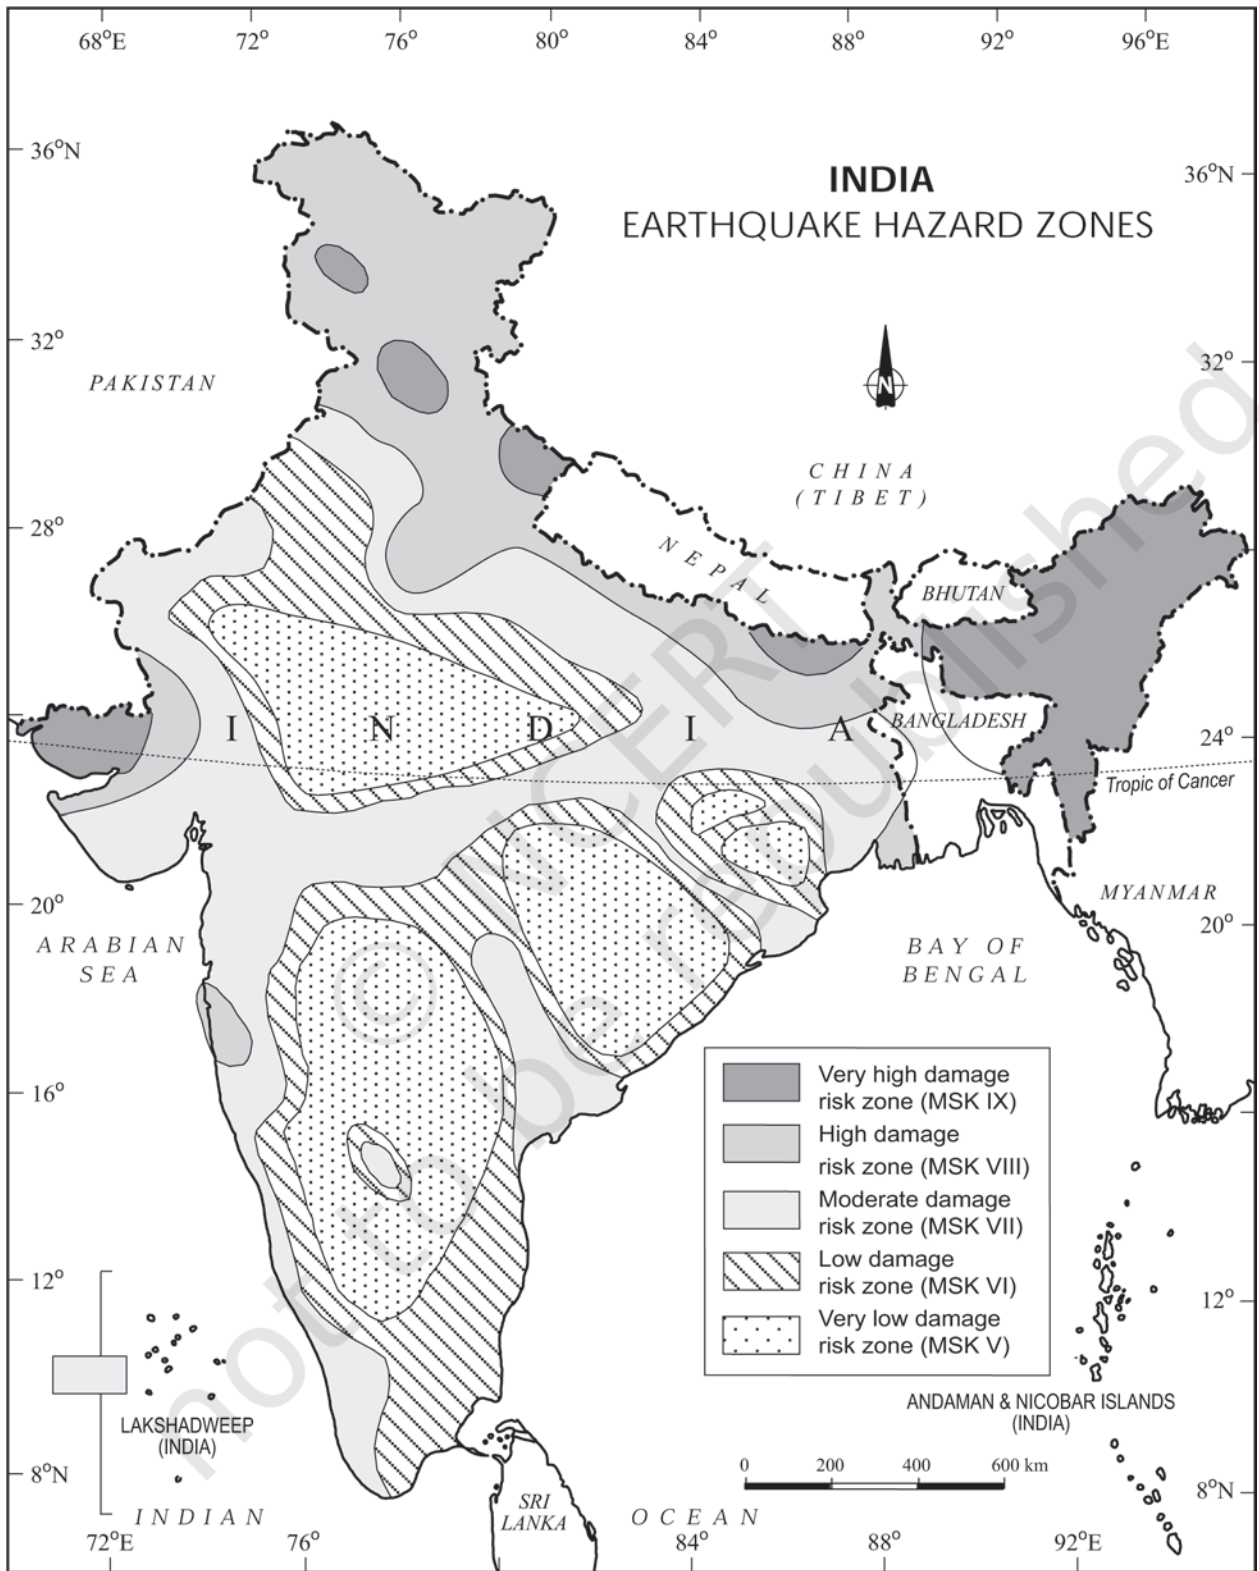 68°E 72° 76° 80° 84° 88° 92° 96°E
36°N
36°N
INDIA
EARTHQUAKE HAZARD ZONES
32°
32°
PAKISTAN
N
CHINA
(TIBET)
28°
NEPAL
BHUTAN
I N D I A
BANGLADESH
24°
Tropic of Cancer
20°
20°
MYANMAR
ARABIAN
SEA
BAY OF
BENGAL
16°
Very high damage
risk zone (MSK IX)
High damage
risk zone (MSK VIII)
Moderate damage
risk zone (MSK VII)
Low damage
risk zone (MSK VI)
Very low damage
risk zone (MSK V)
12°
12°
LAKSHADWEEP
(INDIA)
ANDAMAN & NICOBAR ISLANDS
(INDIA)
0 200 400 600 km
8°N
8°N
INDIAN OCEAN
SRI
LANKA
72°E 76° 84° 88° 92°E
© NCERT
not to be republished